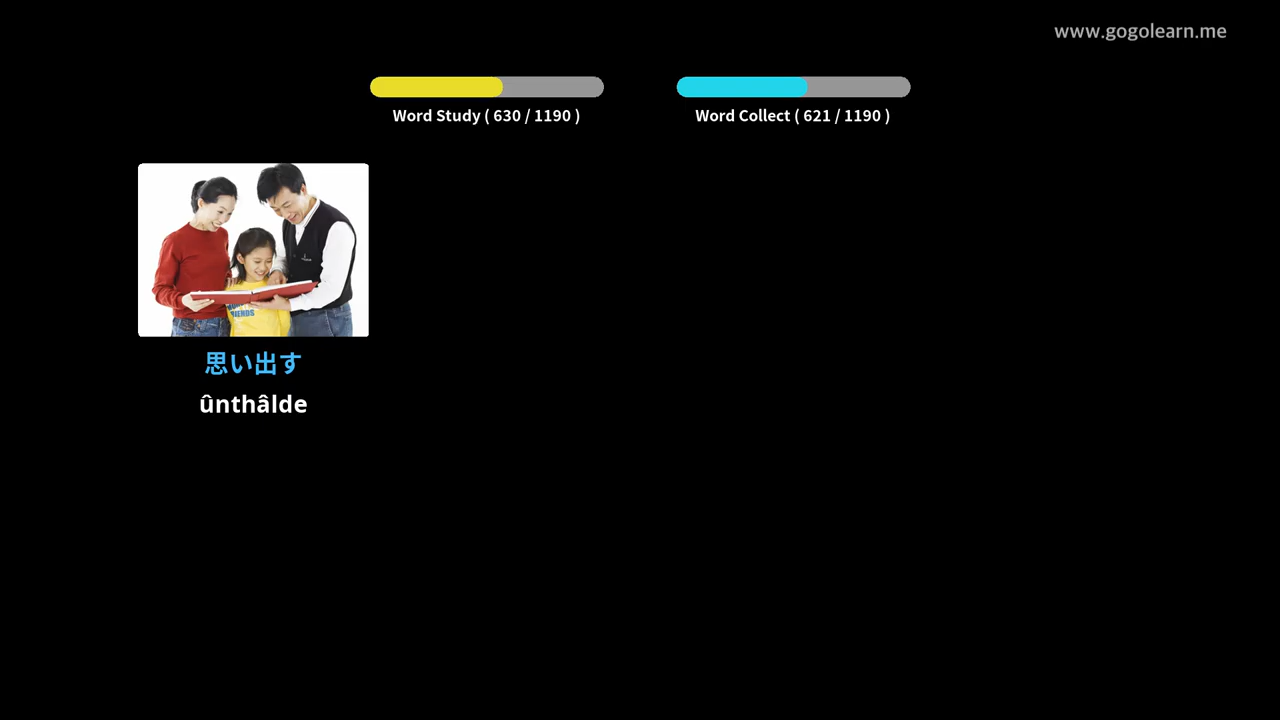 www.gogolearn.me
Word Study ( 630 / 1190 )
Word Collect ( 621 / 1190 )
思い出す
ûnthâlde